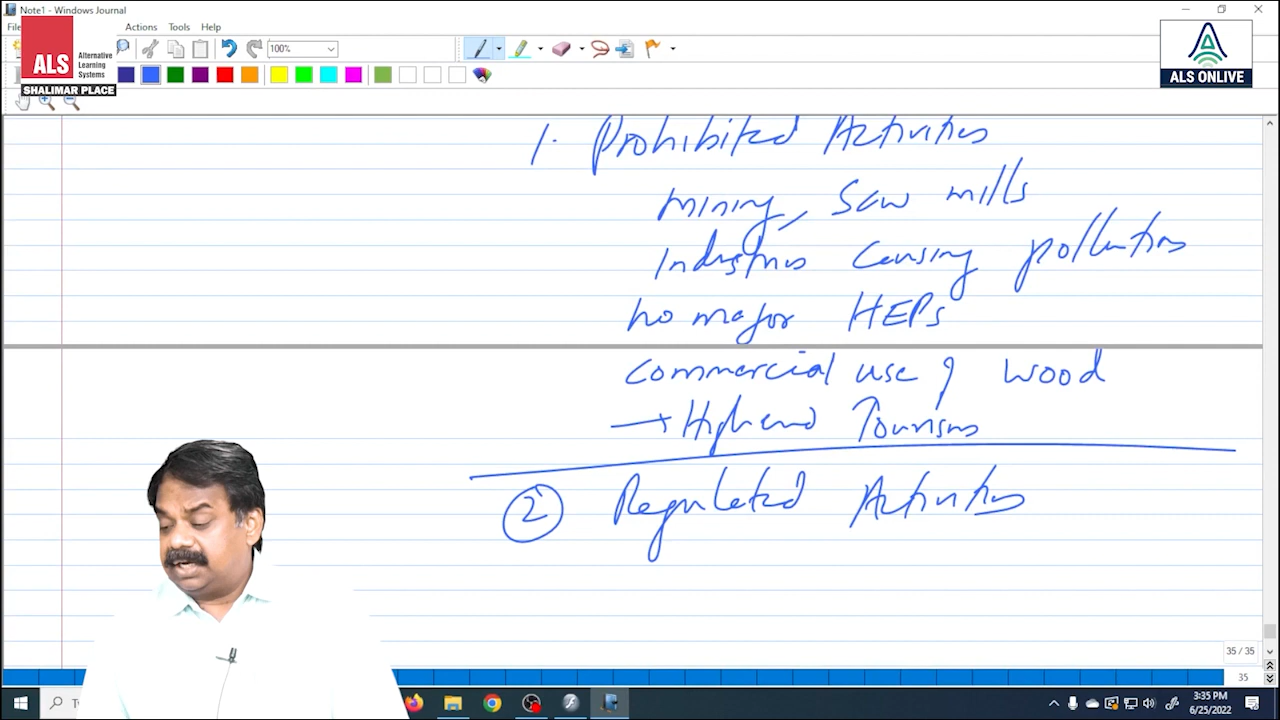 Note1 - Windows Journal
Actions Tools Help
ALS
Alternative
Learning
Systems
SHALIMAR PLACE
100%
ALS ONLIVE
1. Prohibited Activities
Mining, Saw mills
Industries Causing pollution
No major HEPs
Commercial use of Wood
→ High end Tourism
2 Regulated Activities
35 / 35
35
3:35 PM
6/25/2022